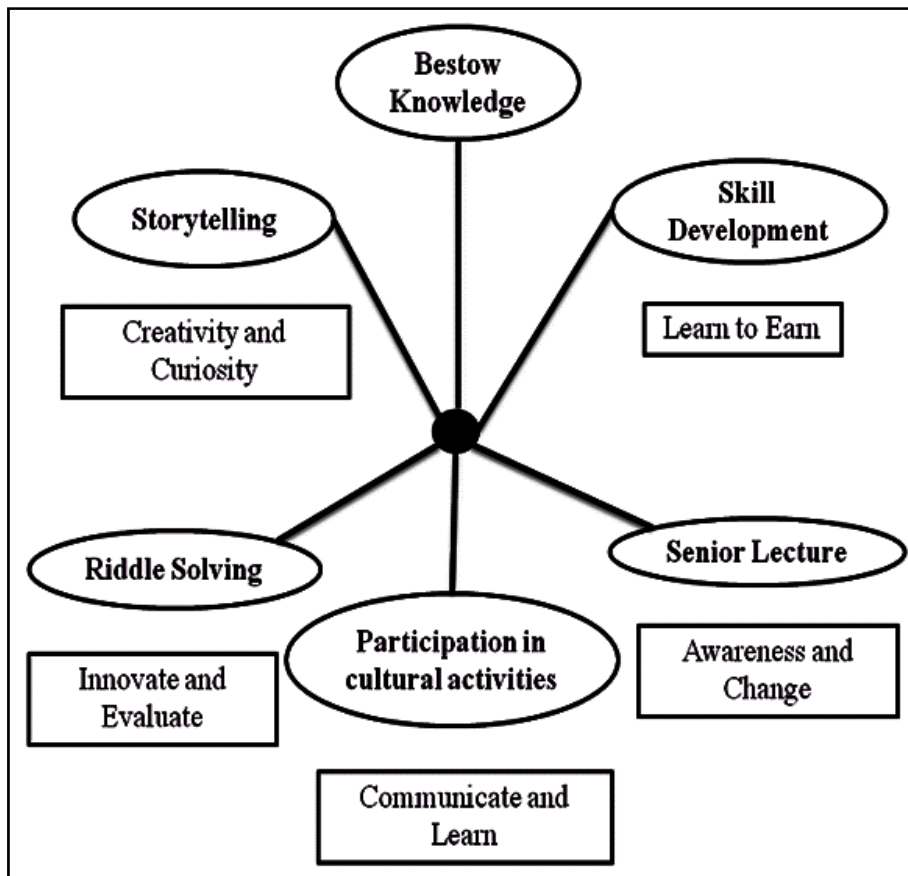 Bestow
Knowledge
Storytelling
Skill
Development
Creativity and
Curiosity
Learn to Earn
Riddle Solving
Senior Lecture
Participation in
cultural activities
Innovate and
Evaluate
Awareness and
Change
Communicate and
Learn